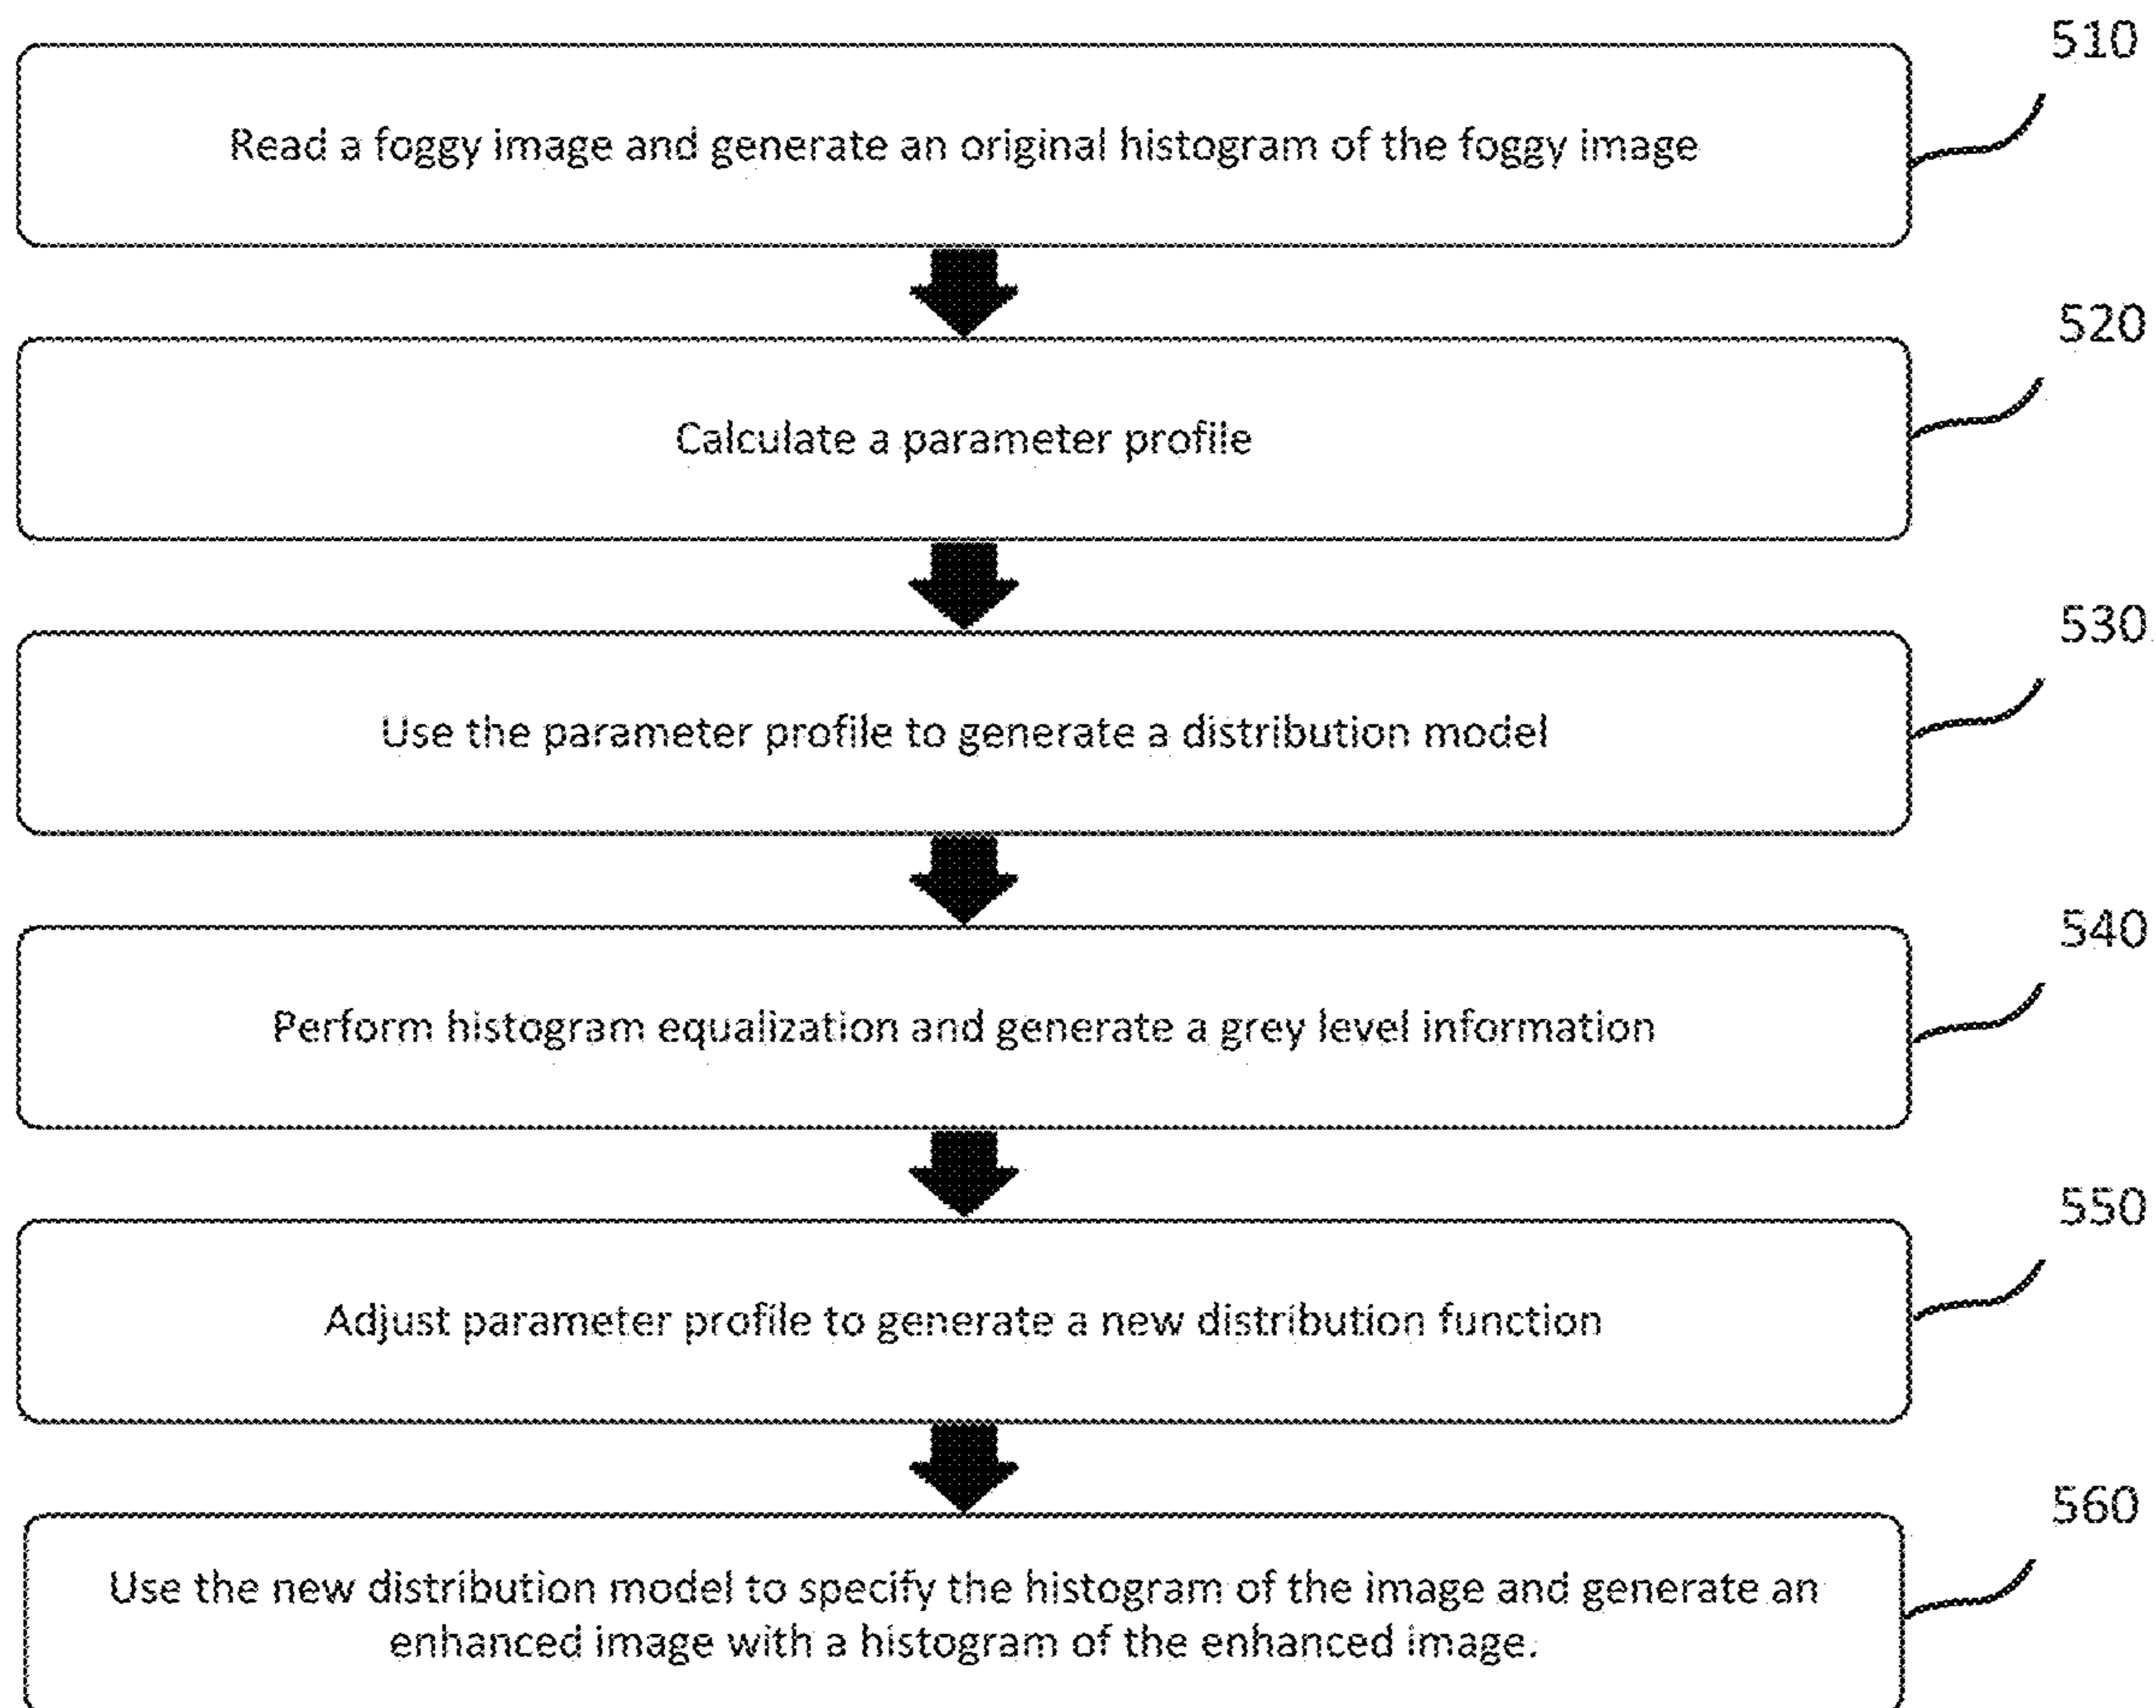 510
Read a foggy image and generate an original histogram of the foggy image
520
Calculate a parameter profile
530
Use the parameter profile to generate a distribution model
540
Perform histogram equalization and generate a grey level information
550
Adjust parameter profile to generate a new distribution function
560
Use the new distribution model to specify the histogram of the image and generate an
enhanced image with a histogram of the enhanced image.